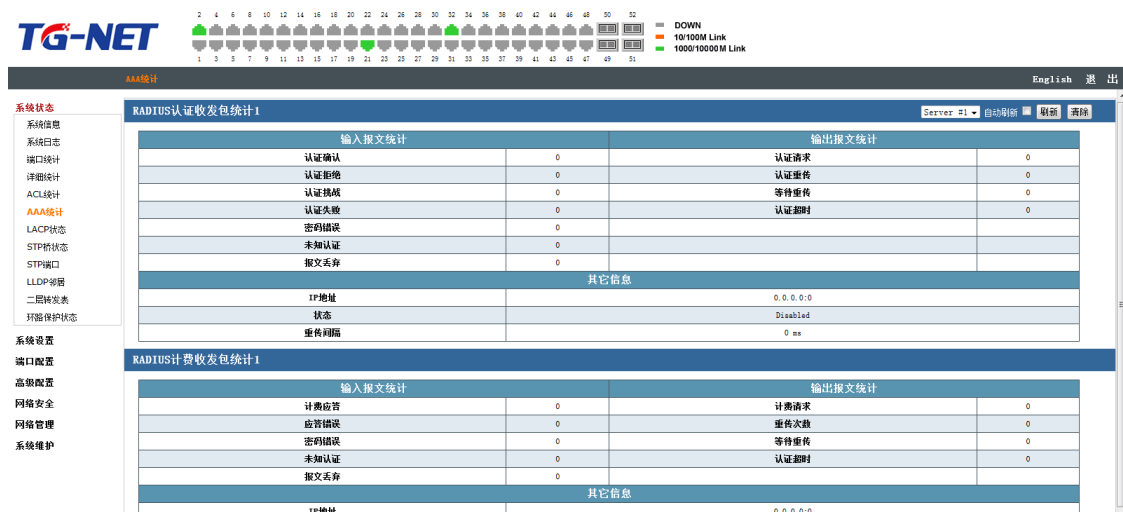 TG-NET
2 4 6 8 10 12 14 16 18 20 22 24 26 28 30 32 34 36 38 40 42 44 46 48 50 52
DOWN
10/100M Link
1000/10000M Link
1 3 5 7 9 11 13 15 17 19 21 23 25 27 29 31 33 35 37 39 41 43 45 47 49 51
AAA统计 English 退 出
系统状态
系统信息
系统日志
端口统计
详细统计
ACL统计
AAA统计
LACP状态
STP桥状态
STP端口
LLDP邻居
二层转发表
环路保护状态
系统设置
端口配置
高级配置
网络安全
网络管理
系统维护
RADIUS认证收发包统计1 Server #1 自动刷新 刷新 清除
输入报文统计 输出报文统计
认证确认 0 认证请求 0
认证拒绝 0 认证重传 0
认证挑战 0 等待重传 0
认证失败 0 认证超时 0
密码错误 0
未知认证 0
报文丢弃 0
其它信息
IP地址 0.0.0.0:0
状态 Disabled
重传间隔 0 ms
RADIUS计费收发包统计1
输入报文统计 输出报文统计
计费应答 0 计费请求 0
应答错误 0 重传次数 0
密码错误 0 等待重传 0
未知认证 0 认证超时 0
报文丢弃 0
其它信息
IP地址 0.0.0.0:0